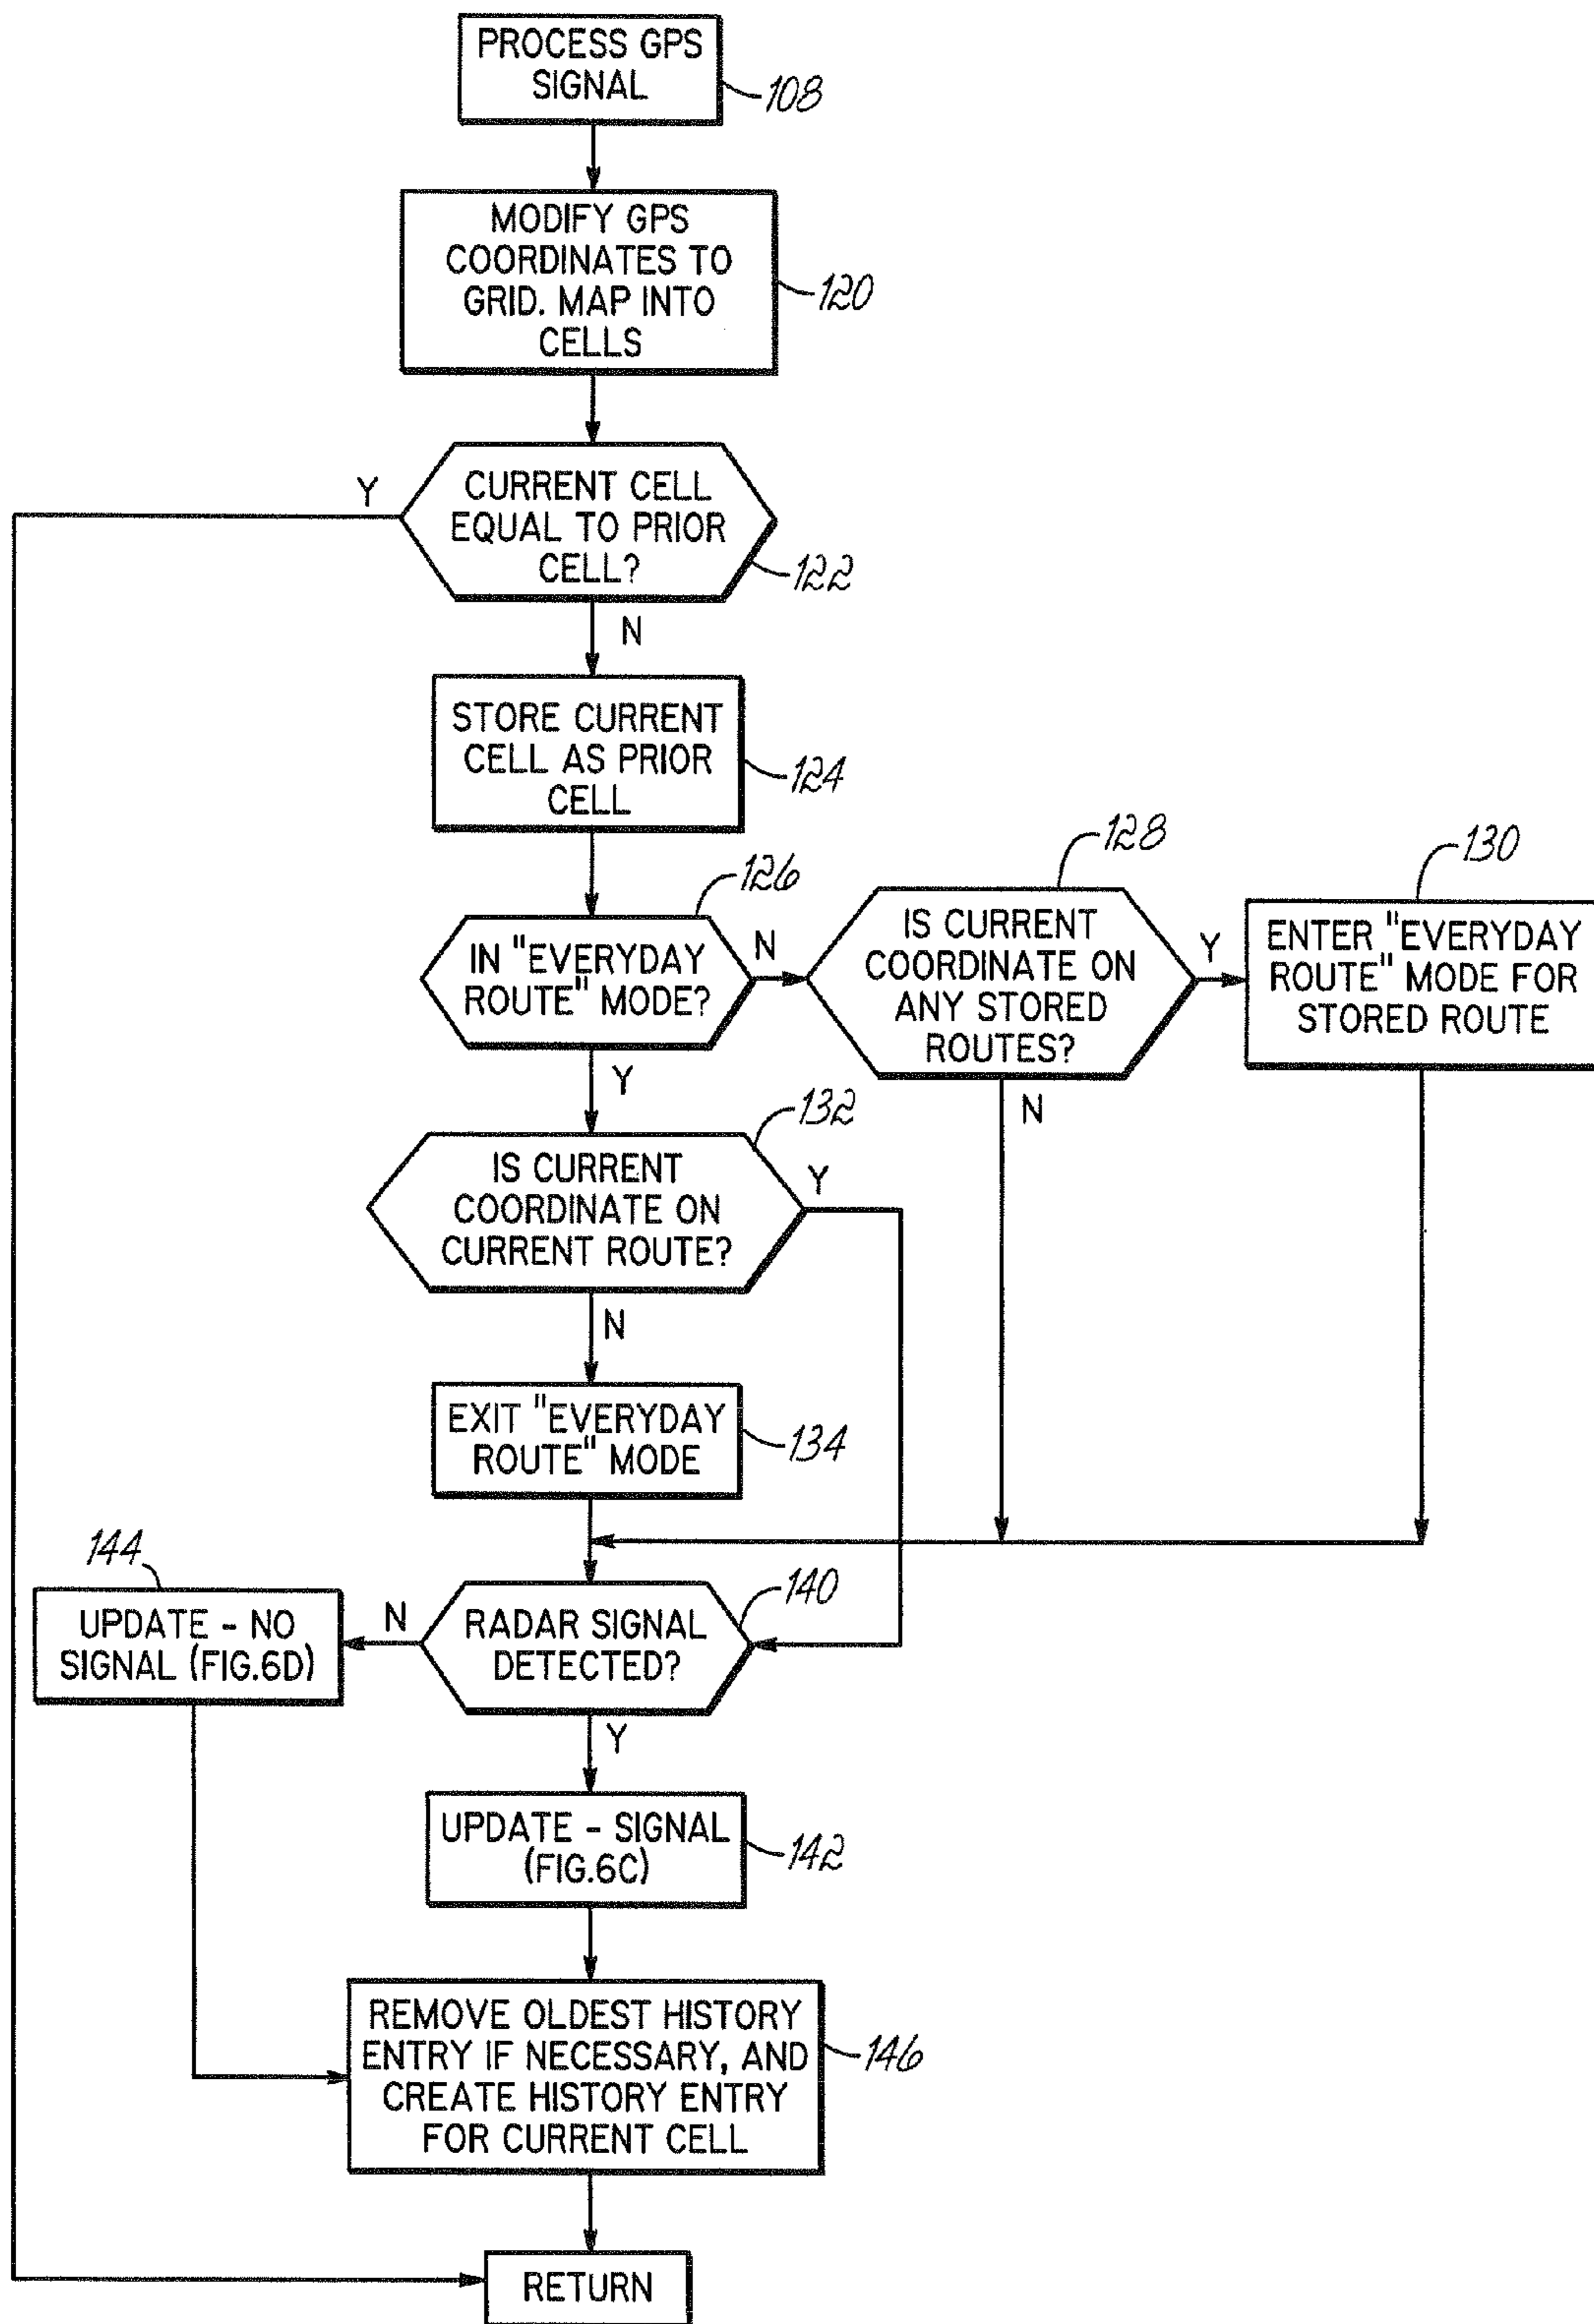 PROCESS GPS
SIGNAL
108
MODIFY GPS
COORDINATES TO
GRID. MAP INTO
CELLS
120
Y
CURRENT CELL
EQUAL TO PRIOR
CELL?
122
N
STORE CURRENT
CELL AS PRIOR
CELL
124
126
IN "EVERYDAY
ROUTE" MODE?
N
128
IS CURRENT
COORDINATE ON
ANY STORED
ROUTES?
Y
130
ENTER "EVERYDAY
ROUTE" MODE FOR
STORED ROUTE
Y
N
132
IS CURRENT
COORDINATE ON
CURRENT ROUTE?
Y
N
EXIT "EVERYDAY
ROUTE" MODE
134
144
UPDATE - NO
SIGNAL (FIG.6D)
N
140
RADAR SIGNAL
DETECTED?
Y
UPDATE - SIGNAL
(FIG.6C)
142
REMOVE OLDEST HISTORY
ENTRY IF NECESSARY, AND
CREATE HISTORY ENTRY
FOR CURRENT CELL
146
RETURN